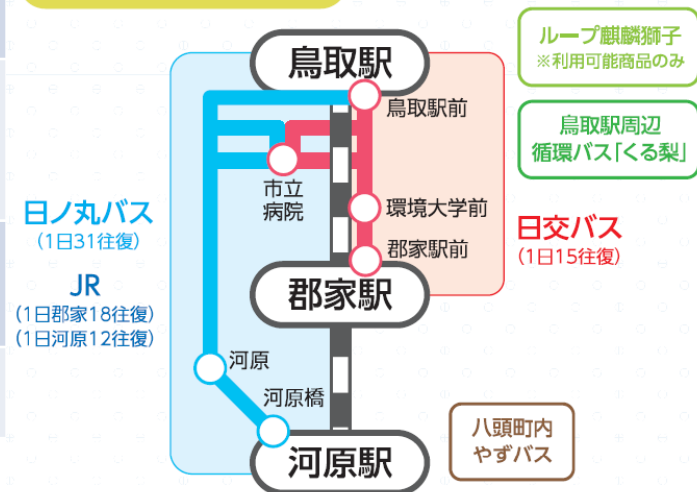 鳥取駅
鳥取駅前
市立
病院
環境大学前
郡家駅前
郡家駅
河原
河原橋
河原駅
日ノ丸バス
(1日31往復)
JR
(1日郡家18往復)
(1日河原12往復)
ループ麒麟獅子
※利用可能商品のみ
鳥取駅周辺
循環バス「くる梨」
日交バス
(1日15往復)
八頭町内
やずバス